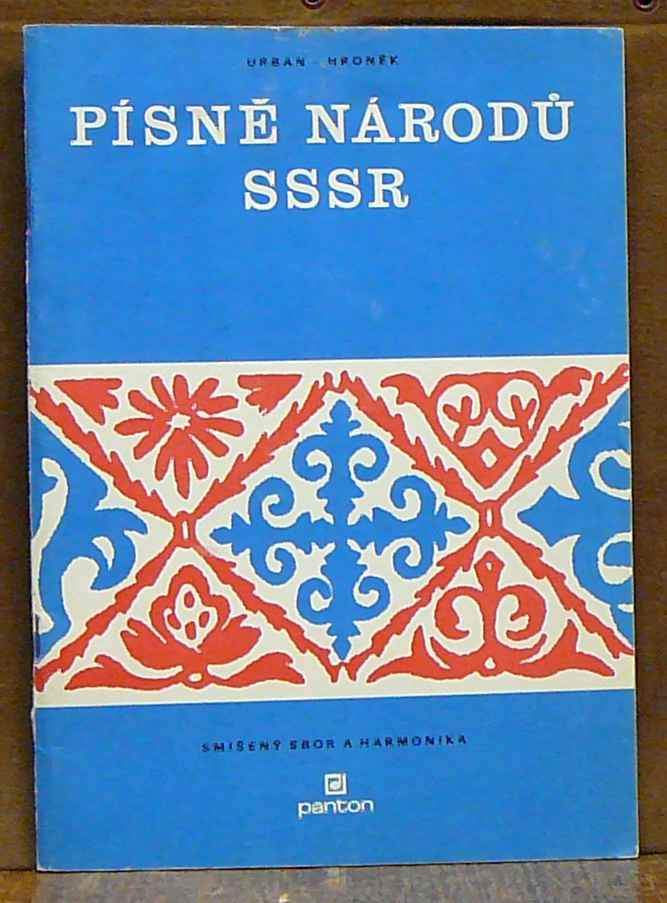 URBAN - HRONĚK
PÍSNĚ NÁRODŮ
SSSR
SMÍŠENÝ SBOR A HARMONIKA
panton